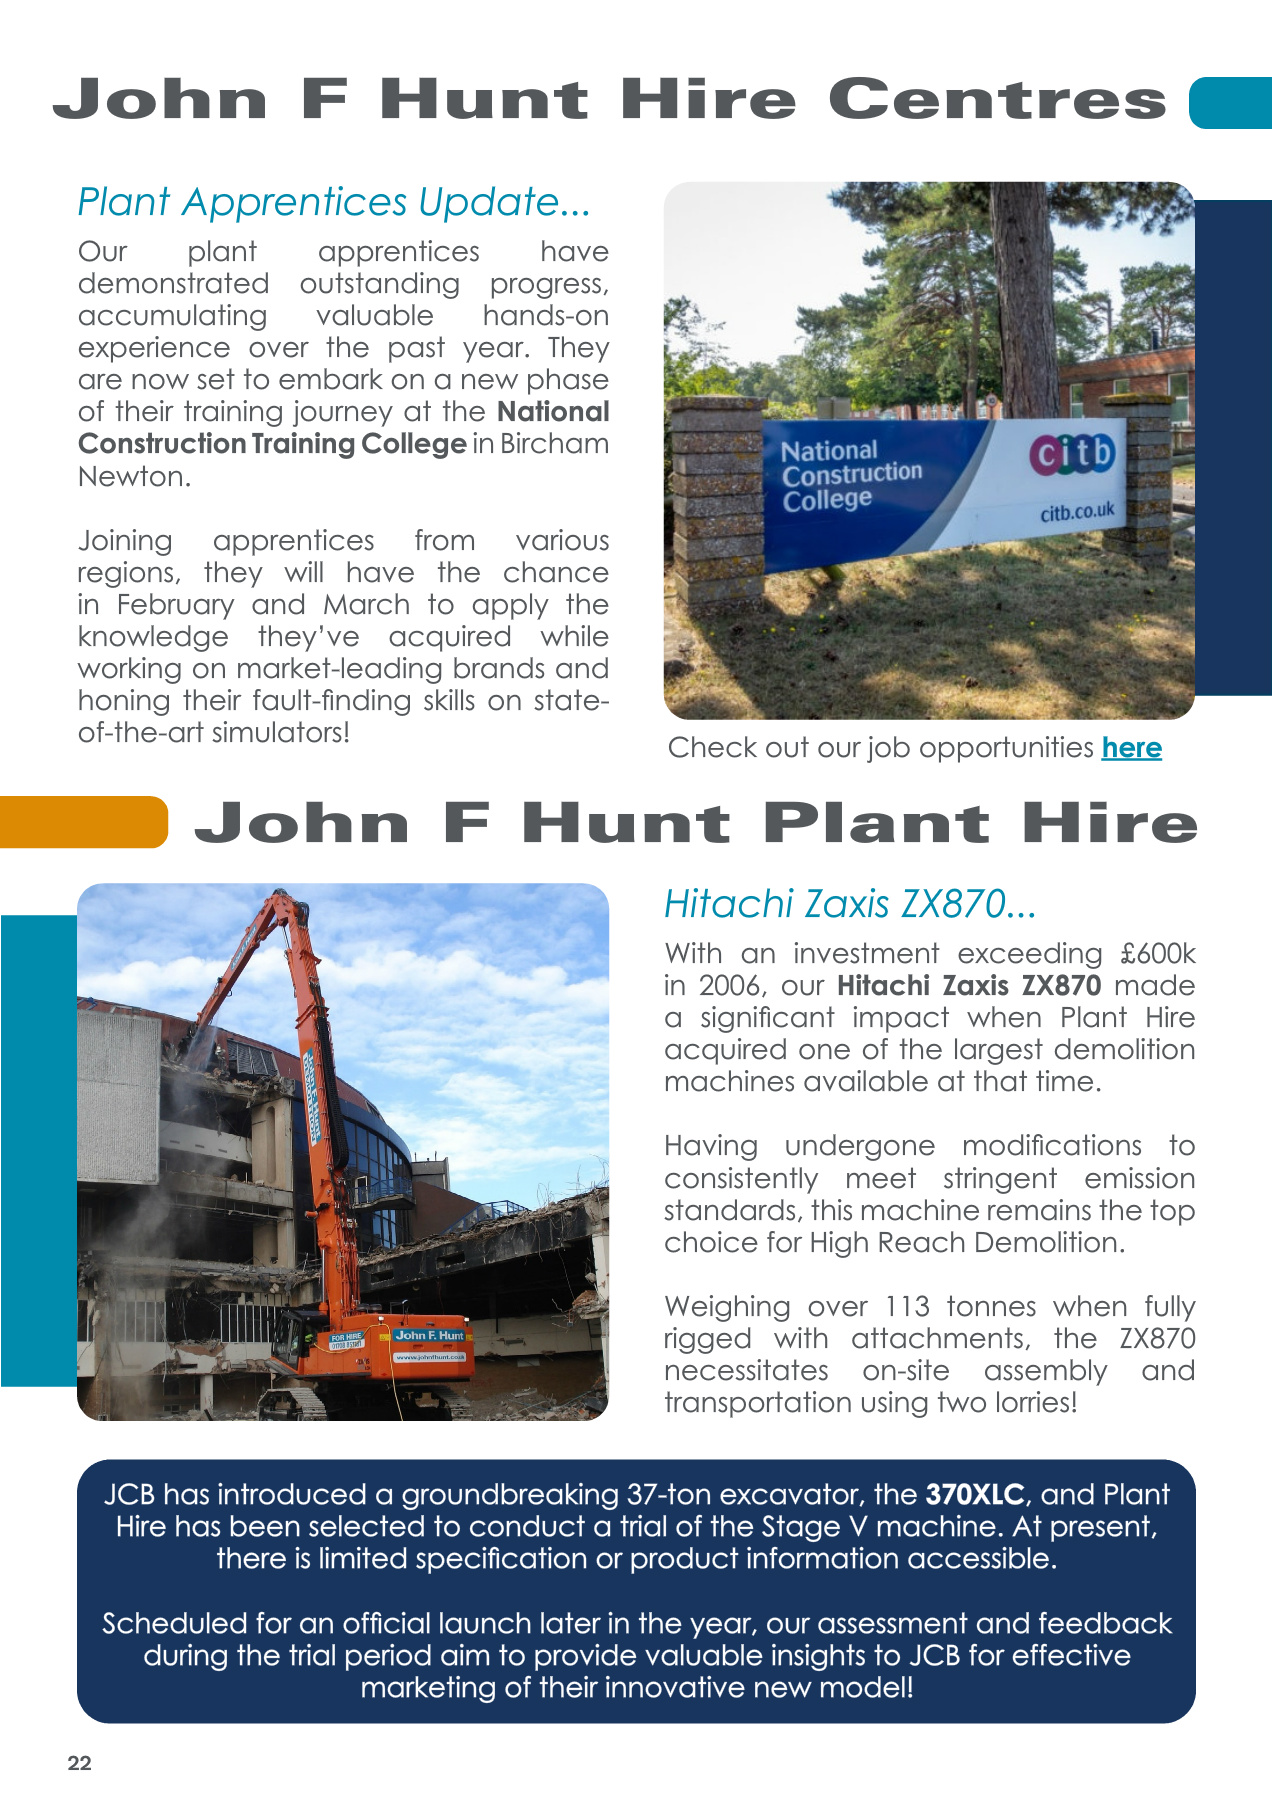 John F Hunt Hire Centres
Plant Apprentices Update...
Our plant apprentices have
demonstrated outstanding progress,
accumulating valuable hands-on
experience over the past year. They
are now set to embark on a new phase
of their training journey at the National
Construction Training College in Bircham
Newton.
Joining apprentices from various
regions, they will have the chance
in February and March to apply the
knowledge they've acquired while
working on market-leading brands and
honing their fault-finding skills on state-
of-the-art simulators!
National
Construction
College
citb
citb.co.uk
Check out our job opportunities here
John F Hunt Plant Hire
John F. Hunt
FOR HIRE
John F. Hunt
www.johnfhunt.co.uk
Hitachi Zaxis ZX870...
With an investment exceeding £600k
in 2006, our Hitachi Zaxis ZX870 made
a significant impact when Plant Hire
acquired one of the largest demolition
machines available at that time.
Having undergone modifications to
consistently meet stringent emission
standards, this machine remains the top
choice for High Reach Demolition.
Weighing over 113 tonnes when fully
rigged with attachments, the ZX870
necessitates on-site assembly and
transportation using two lorries!
JCB has introduced a groundbreaking 37-ton excavator, the 370XLC, and Plant
Hire has been selected to conduct a trial of the Stage V machine. At present,
there is limited specification or product information accessible.
Scheduled for an official launch later in the year, our assessment and feedback
during the trial period aim to provide valuable insights to JCB for effective
marketing of their innovative new model!
22